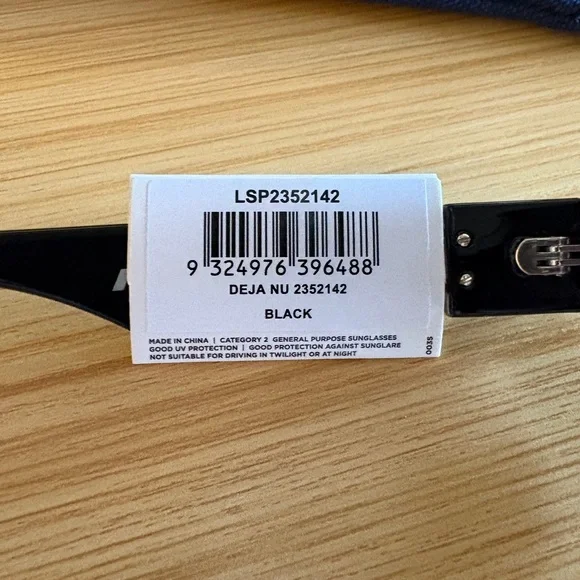 LSP2352142
9 324976 396488
DEJA NU 2352142
BLACK
MADE IN CHINA | CATEGORY 2 GENERAL PURPOSE SUNGLASSES
GOOD UV PROTECTION | GOOD PROTECTION AGAINST SUNGLARE
NOT SUITABLE FOR DRIVING IN TWILIGHT OR AT NIGHT
003S